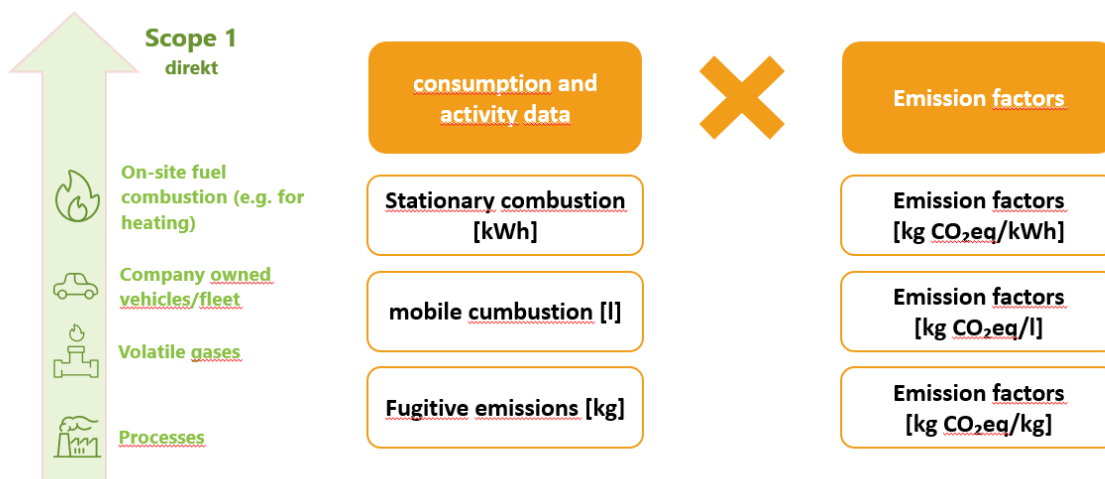 Scope 1
direkt
On-site fuel
combustion (e.g. for
heating)
Company owned
vehicles/fleet
Volatile gases
Processes
consumption and
activity data
Emission factors
Stationary combustion
[kWh]
Emission factors
[kg CO₂eq/kWh]
mobile cumbustion [l]
Emission factors
[kg CO₂eq/l]
Fugitive emissions [kg]
Emission factors
[kg CO₂eq/kg]